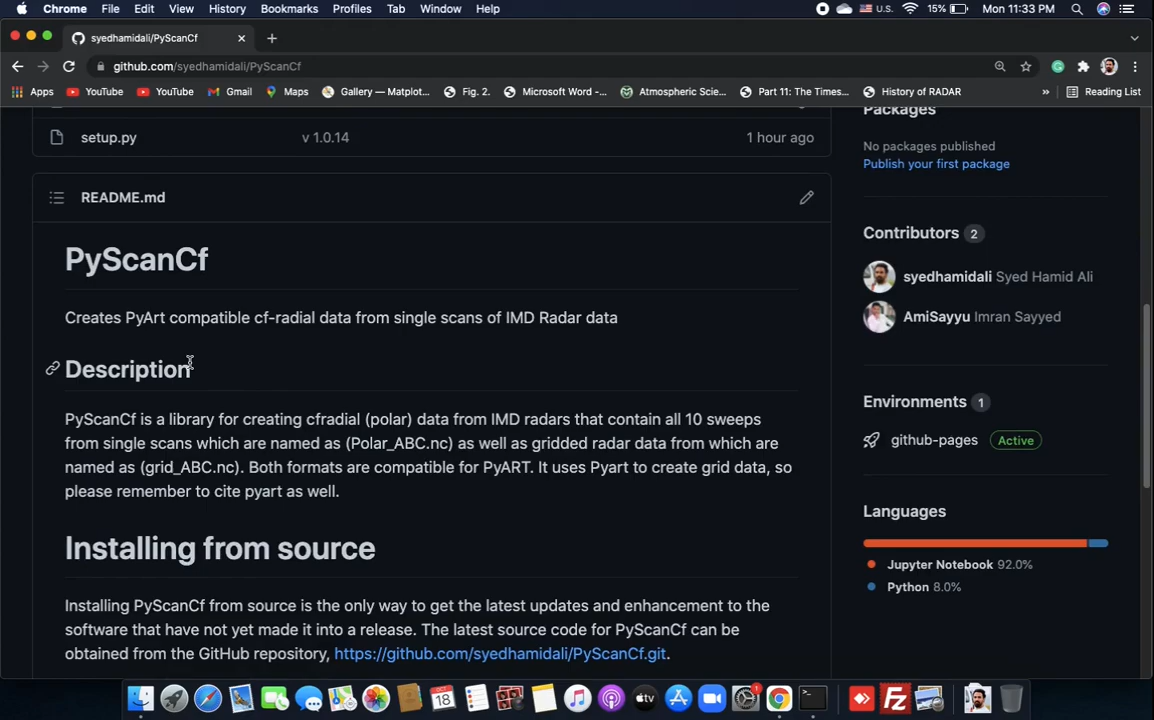 Chrome File Edit View History Bookmarks Profiles Tab Window Help U.S. 15% Mon 11:33 PM
syedhamidali/PyScanCf
github.com/syedhamidali/PyScanCf
Apps YouTube YouTube Gmail Maps Gallery — Matplot... Fig. 2. Microsoft Word -... Atmospheric Scie... Part 11: The Times... History of RADAR » Reading List
setup.py v 1.0.14 1 hour ago
README.md
PyScanCf
Creates PyArt compatible cf-radial data from single scans of IMD Radar data
Description
PyScanCf is a library for creating cfradial (polar) data from IMD radars that contain all 10 sweeps
from single scans which are named as (Polar_ABC.nc) as well as gridded radar data from which are
named as (grid_ABC.nc). Both formats are compatible for PyART. It uses Pyart to create grid data, so
please remember to cite pyart as well.
Installing from source
Installing PyScanCf from source is the only way to get the latest updates and enhancement to the
software that have not yet made it into a release. The latest source code for PyScanCf can be
obtained from the GitHub repository, https://github.com/syedhamidali/PyScanCf.git.
Packages
No packages published
Publish your first package
Contributors 2
syedhamidali Syed Hamid Ali
AmiSayyu Imran Sayyed
Environments 1
github-pages Active
Languages
Jupyter Notebook 92.0%
Python 8.0%